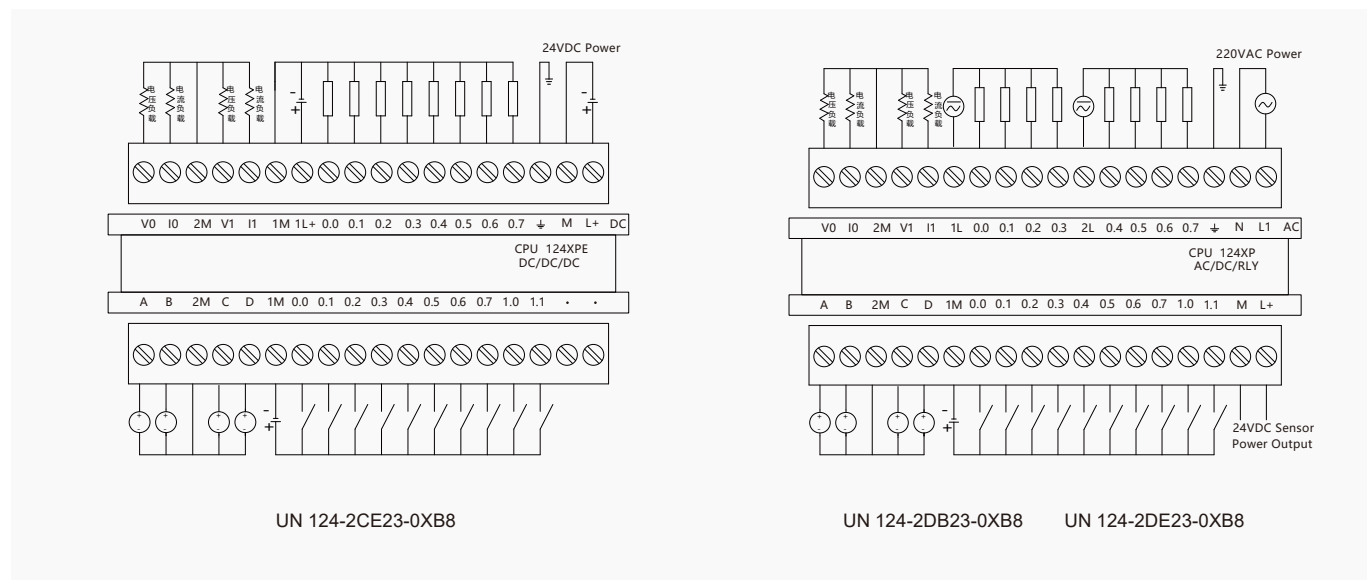 24VDC Power
电压负载 电流负载 电压负载 电流负载
- + - +
V0 I0 2M V1 I1 1M 1L+ 0.0 0.1 0.2 0.3 0.4 0.5 0.6 0.7 ⏚ M L+ DC
CPU 124XPE
DC/DC/DC
A B 2M C D 1M 0.0 0.1 0.2 0.3 0.4 0.5 0.6 0.7 1.0 1.1 · ·
+ - + - + - + - - +
UN 124-2CE23-0XB8
220VAC Power
电压负载 电流负载 电压负载 电流负载
V0 I0 2M V1 I1 1L 0.0 0.1 0.2 0.3 2L 0.4 0.5 0.6 0.7 ⏚ N L1 AC
CPU 124XP
AC/DC/RLY
A B 2M C D 1M 0.0 0.1 0.2 0.3 0.4 0.5 0.6 0.7 1.0 1.1 M L+
+ - + - + - + - - +
24VDC Sensor
Power Output
UN 124-2DB23-0XB8 UN 124-2DE23-0XB8